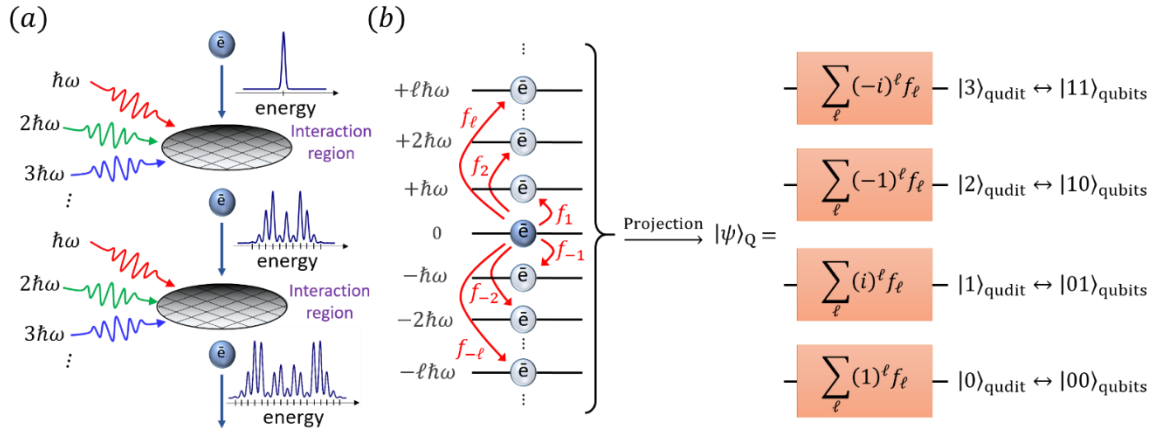 (a)
ē
energy
ħω
2ħω
3ħω
⋮
Interaction
region
ē
energy
ħω
2ħω
3ħω
⋮
Interaction
region
ē
energy
(b)
⋮
+ℓħω ē
⋮
+2ħω ē
+ħω ē
0 ē
−ħω ē
−2ħω ē
⋮
−ℓħω ē
⋮
f_ℓ
f_2
f_1
f_{−1}
f_{−2}
f_{−ℓ}
Projection
|ψ⟩_Q =
∑_ℓ (−i)^ℓ f_ℓ |3⟩_qudit ↔ |11⟩_qubits
∑_ℓ (−1)^ℓ f_ℓ |2⟩_qudit ↔ |10⟩_qubits
∑_ℓ (i)^ℓ f_ℓ |1⟩_qudit ↔ |01⟩_qubits
∑_ℓ (1)^ℓ f_ℓ |0⟩_qudit ↔ |00⟩_qubits